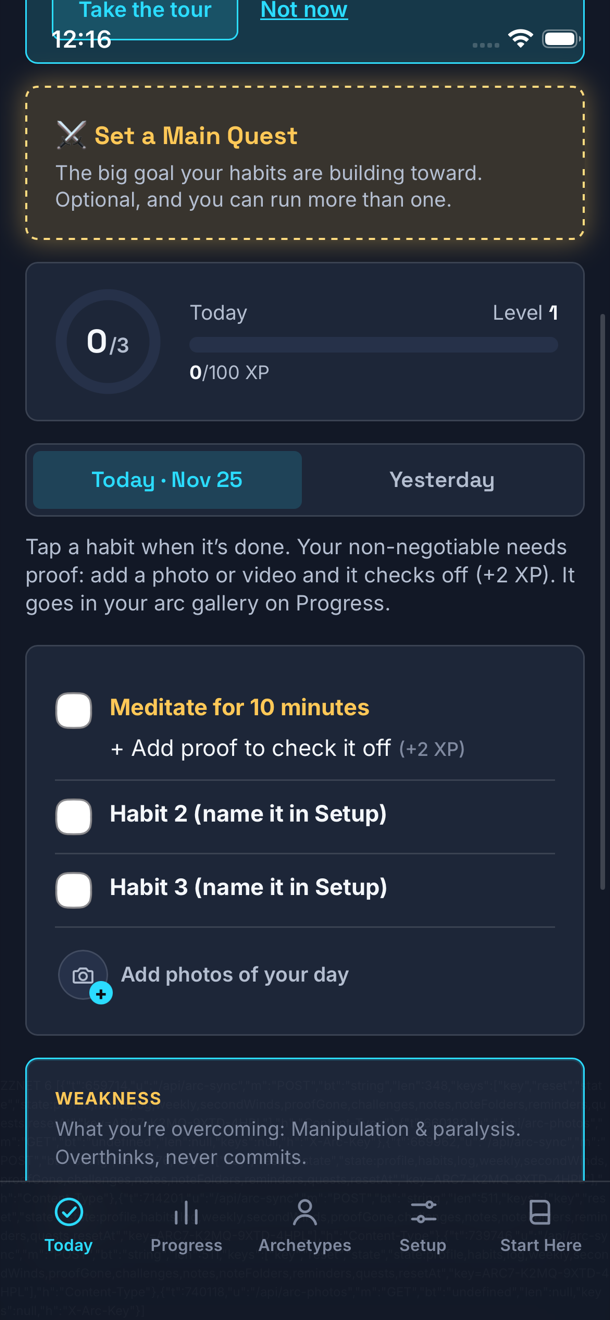 Take the tour
Not now
12:16
⚔️ Set a Main Quest
The big goal your habits are building toward.
Optional, and you can run more than one.
0/3
Today
Level 1
0/100 XP
Today · Nov 25
Yesterday
Tap a habit when it’s done. Your non-negotiable needs
proof: add a photo or video and it checks off (+2 XP). It
goes in your arc gallery on Progress.
Meditate for 10 minutes
+ Add proof to check it off (+2 XP)
Habit 2 (name it in Setup)
Habit 3 (name it in Setup)
Add photos of your day
WEAKNESS
What you’re overcoming: Manipulation & paralysis.
Overthinks, never commits.
Today
Progress
Archetypes
Setup
Start Here